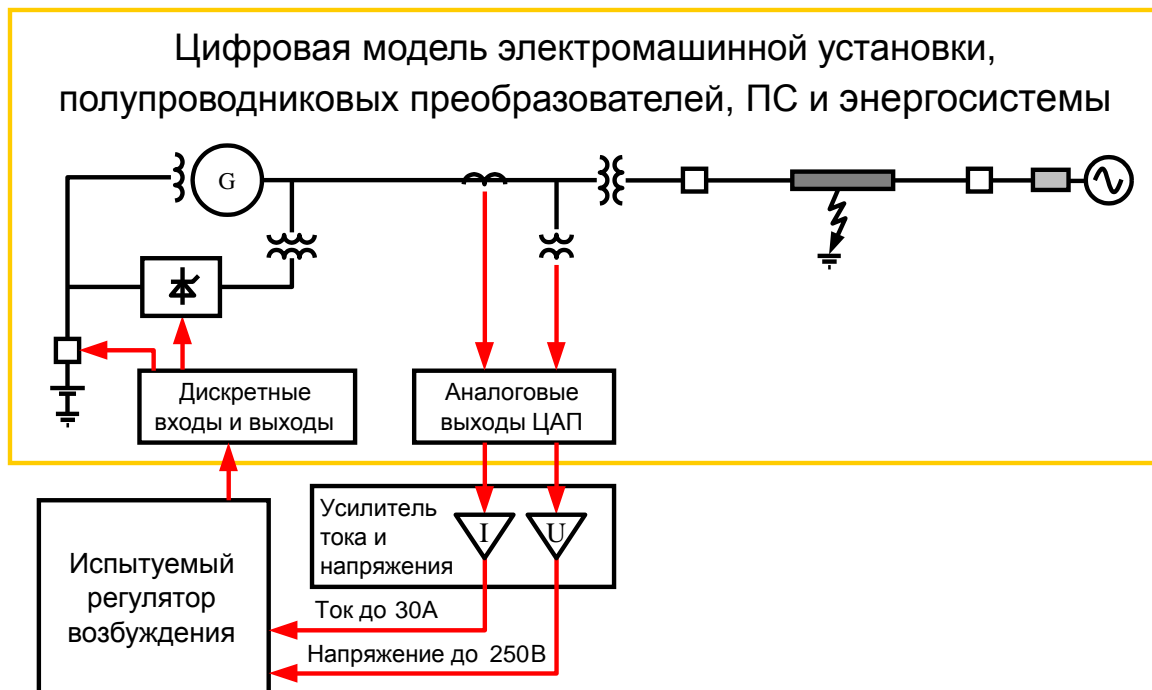 Цифровая модель электромашинной установки,
полупроводниковых преобразователей, ПС и энергосистемы
G
Дискретные
входы и выходы
Аналоговые
выходы ЦАП
Усилитель
тока и
напряжения
I
U
Испытуемый
регулятор
возбуждения
Ток до 30А
Напряжение до 250В